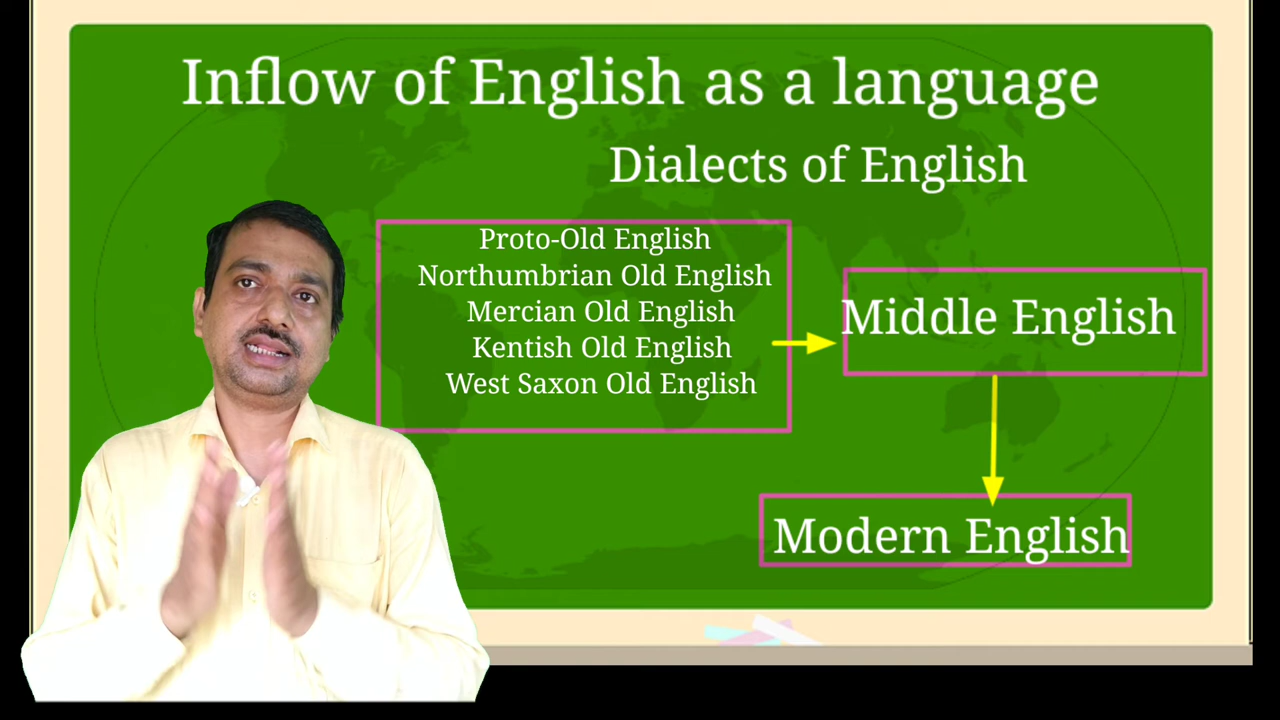 Inflow of English as a language
Dialects of English
Proto-Old English
Northumbrian Old English
Mercian Old English
Kentish Old English
West Saxon Old English
Middle English
Modern English